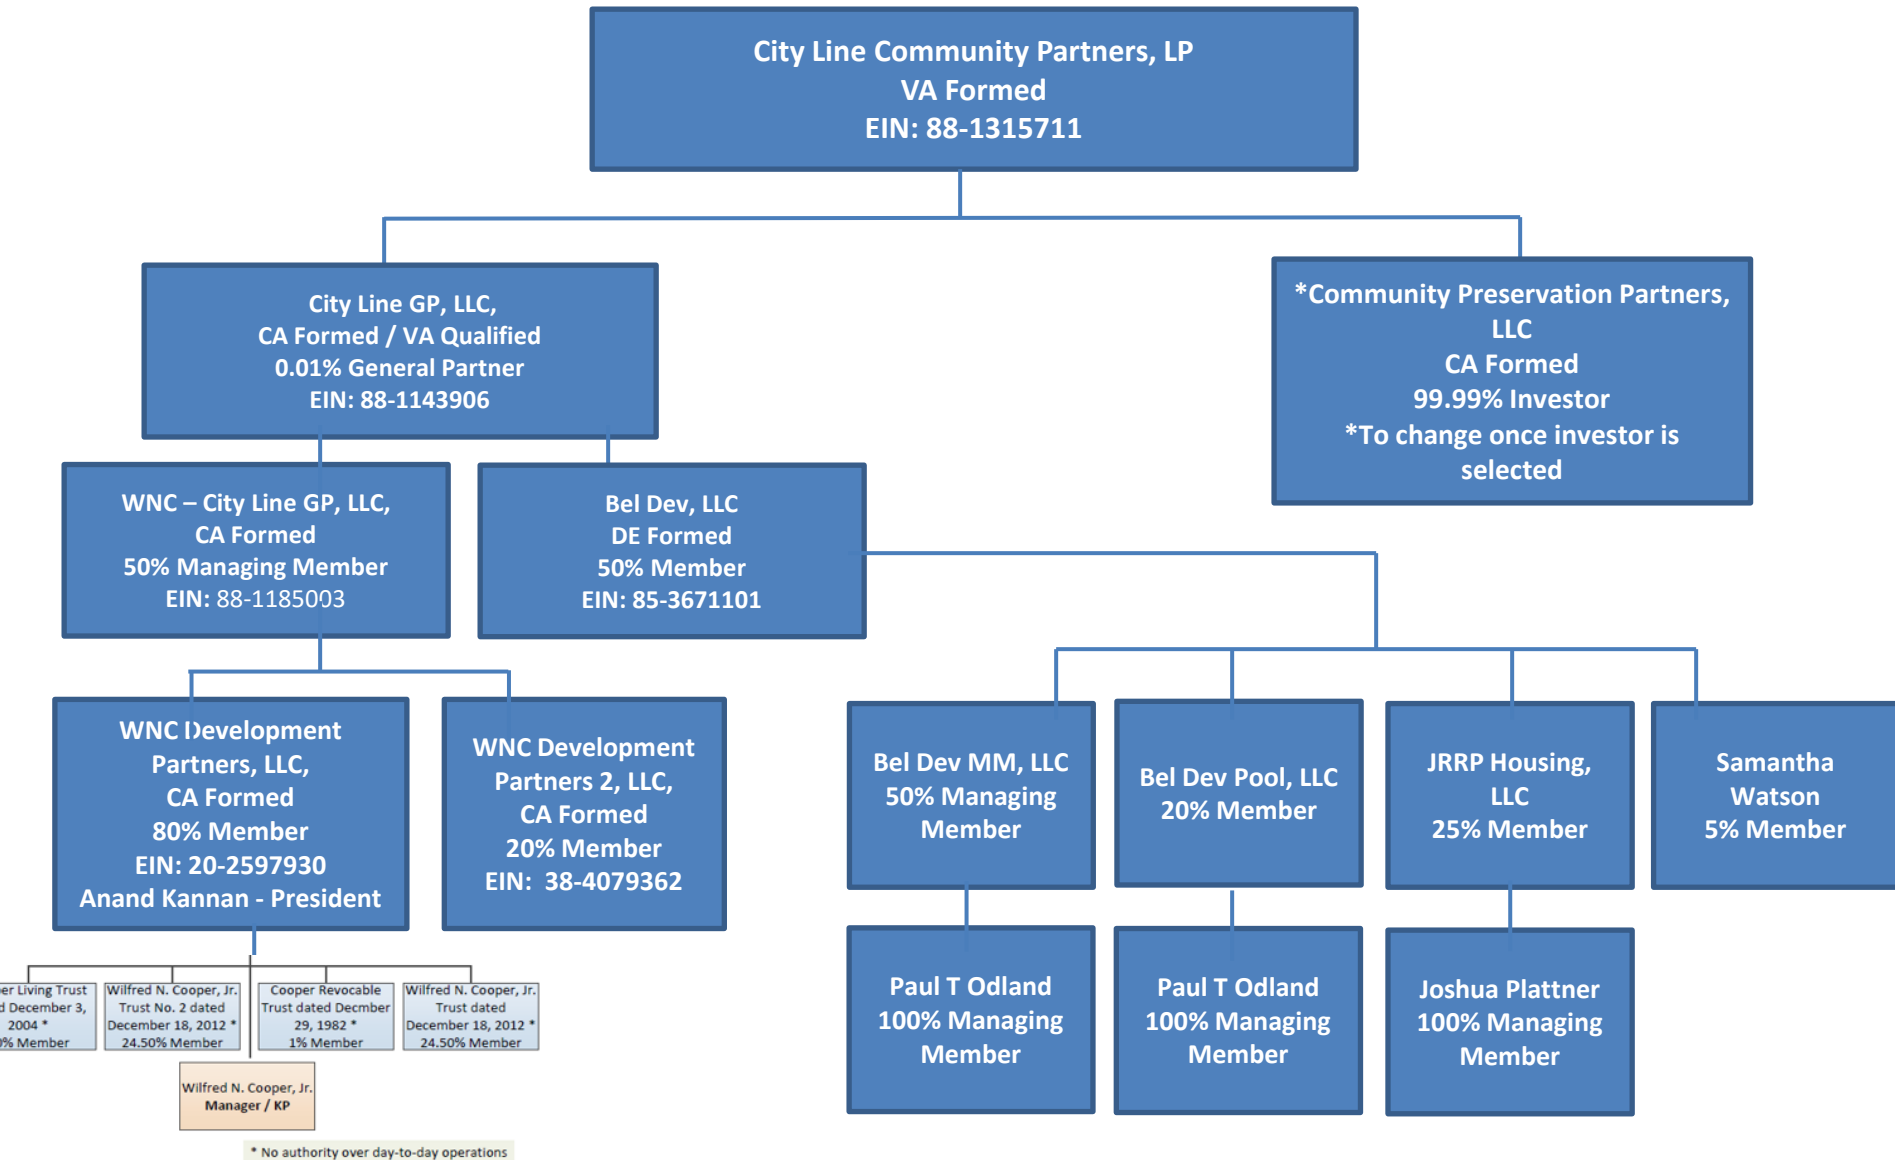 City Line Community Partners, LP
VA Formed
EIN: 88-1315711
City Line GP, LLC,
CA Formed / VA Qualified
0.01% General Partner
EIN: 88-1143906
*Community Preservation Partners,
LLC
CA Formed
99.99% Investor
*To change once investor is
selected
WNC – City Line GP, LLC,
CA Formed
50% Managing Member
EIN: 88-1185003
Bel Dev, LLC
DE Formed
50% Member
EIN: 85-3671101
WNC Development
Partners, LLC,
CA Formed
80% Member
EIN: 20-2597930
Anand Kannan - President
WNC Development
Partners 2, LLC,
CA Formed
20% Member
EIN: 38-4079362
Bel Dev MM, LLC
50% Managing
Member
Bel Dev Pool, LLC
20% Member
JRRP Housing,
LLC
25% Member
Samantha
Watson
5% Member
Living Trust
December 3,
2004 *
Member
Wilfred N. Cooper, Jr.
Trust No. 2 dated
December 18, 2012 *
24.50% Member
Cooper Revocable
Trust dated Decmber
29, 1982 *
1% Member
Wilfred N. Cooper, Jr.
Trust dated
December 18, 2012 *
24.50% Member
Wilfred N. Cooper, Jr.
Manager / KP
* No authority over day-to-day operations
Paul T Odland
100% Managing
Member
Paul T Odland
100% Managing
Member
Joshua Plattner
100% Managing
Member